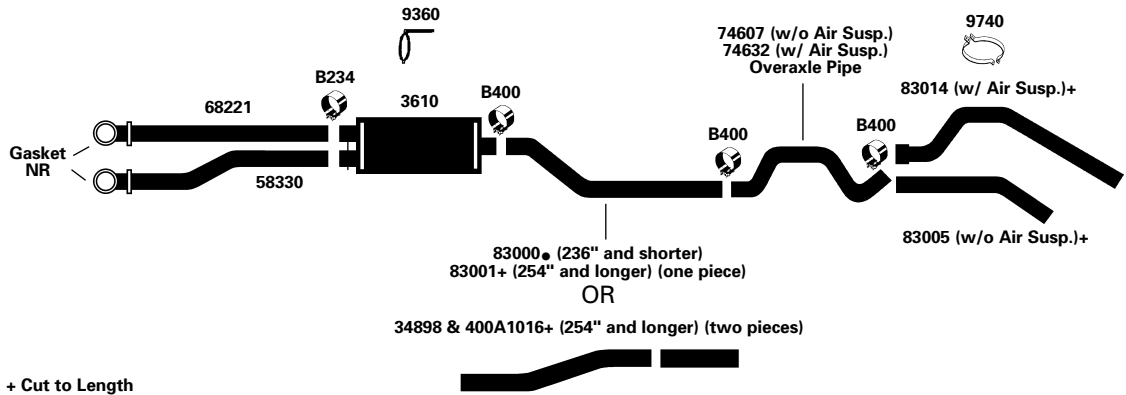 9360
74607 (w/o Air Susp.)
74632 (w/ Air Susp.)
Overaxle Pipe
9740
B234
68221
3610
B400
83014 (w/ Air Susp.)+
B400
B400
Gasket
NR
58330
83005 (w/o Air Susp.)+
83000● (236" and shorter)
83001+ (254" and longer) (one piece)
OR
34898 & 400A1016+ (254" and longer) (two pieces)
+ Cut to Length